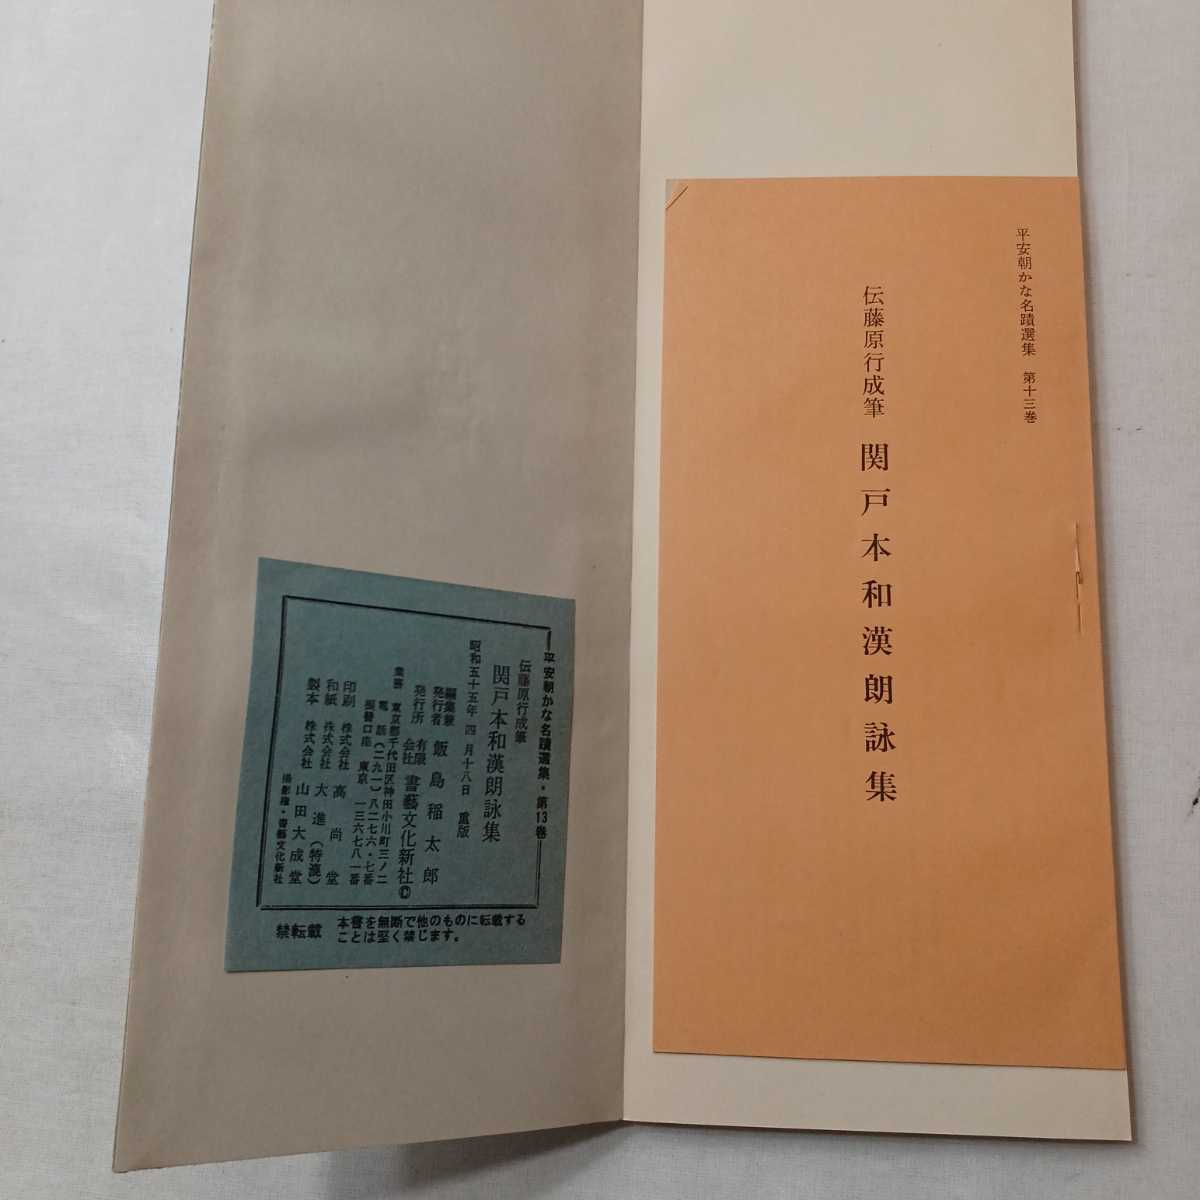 平安朝かな名蹟選集　第十三巻
伝藤原行成筆　関戸本和漢朗詠集
平安朝かな名蹟選集・第13巻
伝藤原行成筆
関戸本和漢朗詠集
昭和五十五年 四月十八日 重版
編集兼発行者 飯島稲太郎
発行所 有限会社 書藝文化新社©
業務 東京都千代田区神田小川町三ノ二
電話(二九一)八二七六・七番
振替口座 東京 一三六七八一番
印刷 株式会社 高尚堂
和紙 株式会社 大進(特漉)
製本 株式会社 山田大成堂
撮影権・書藝文化新社
禁転載 本書を無断で他のものに転載することは堅く禁じます。